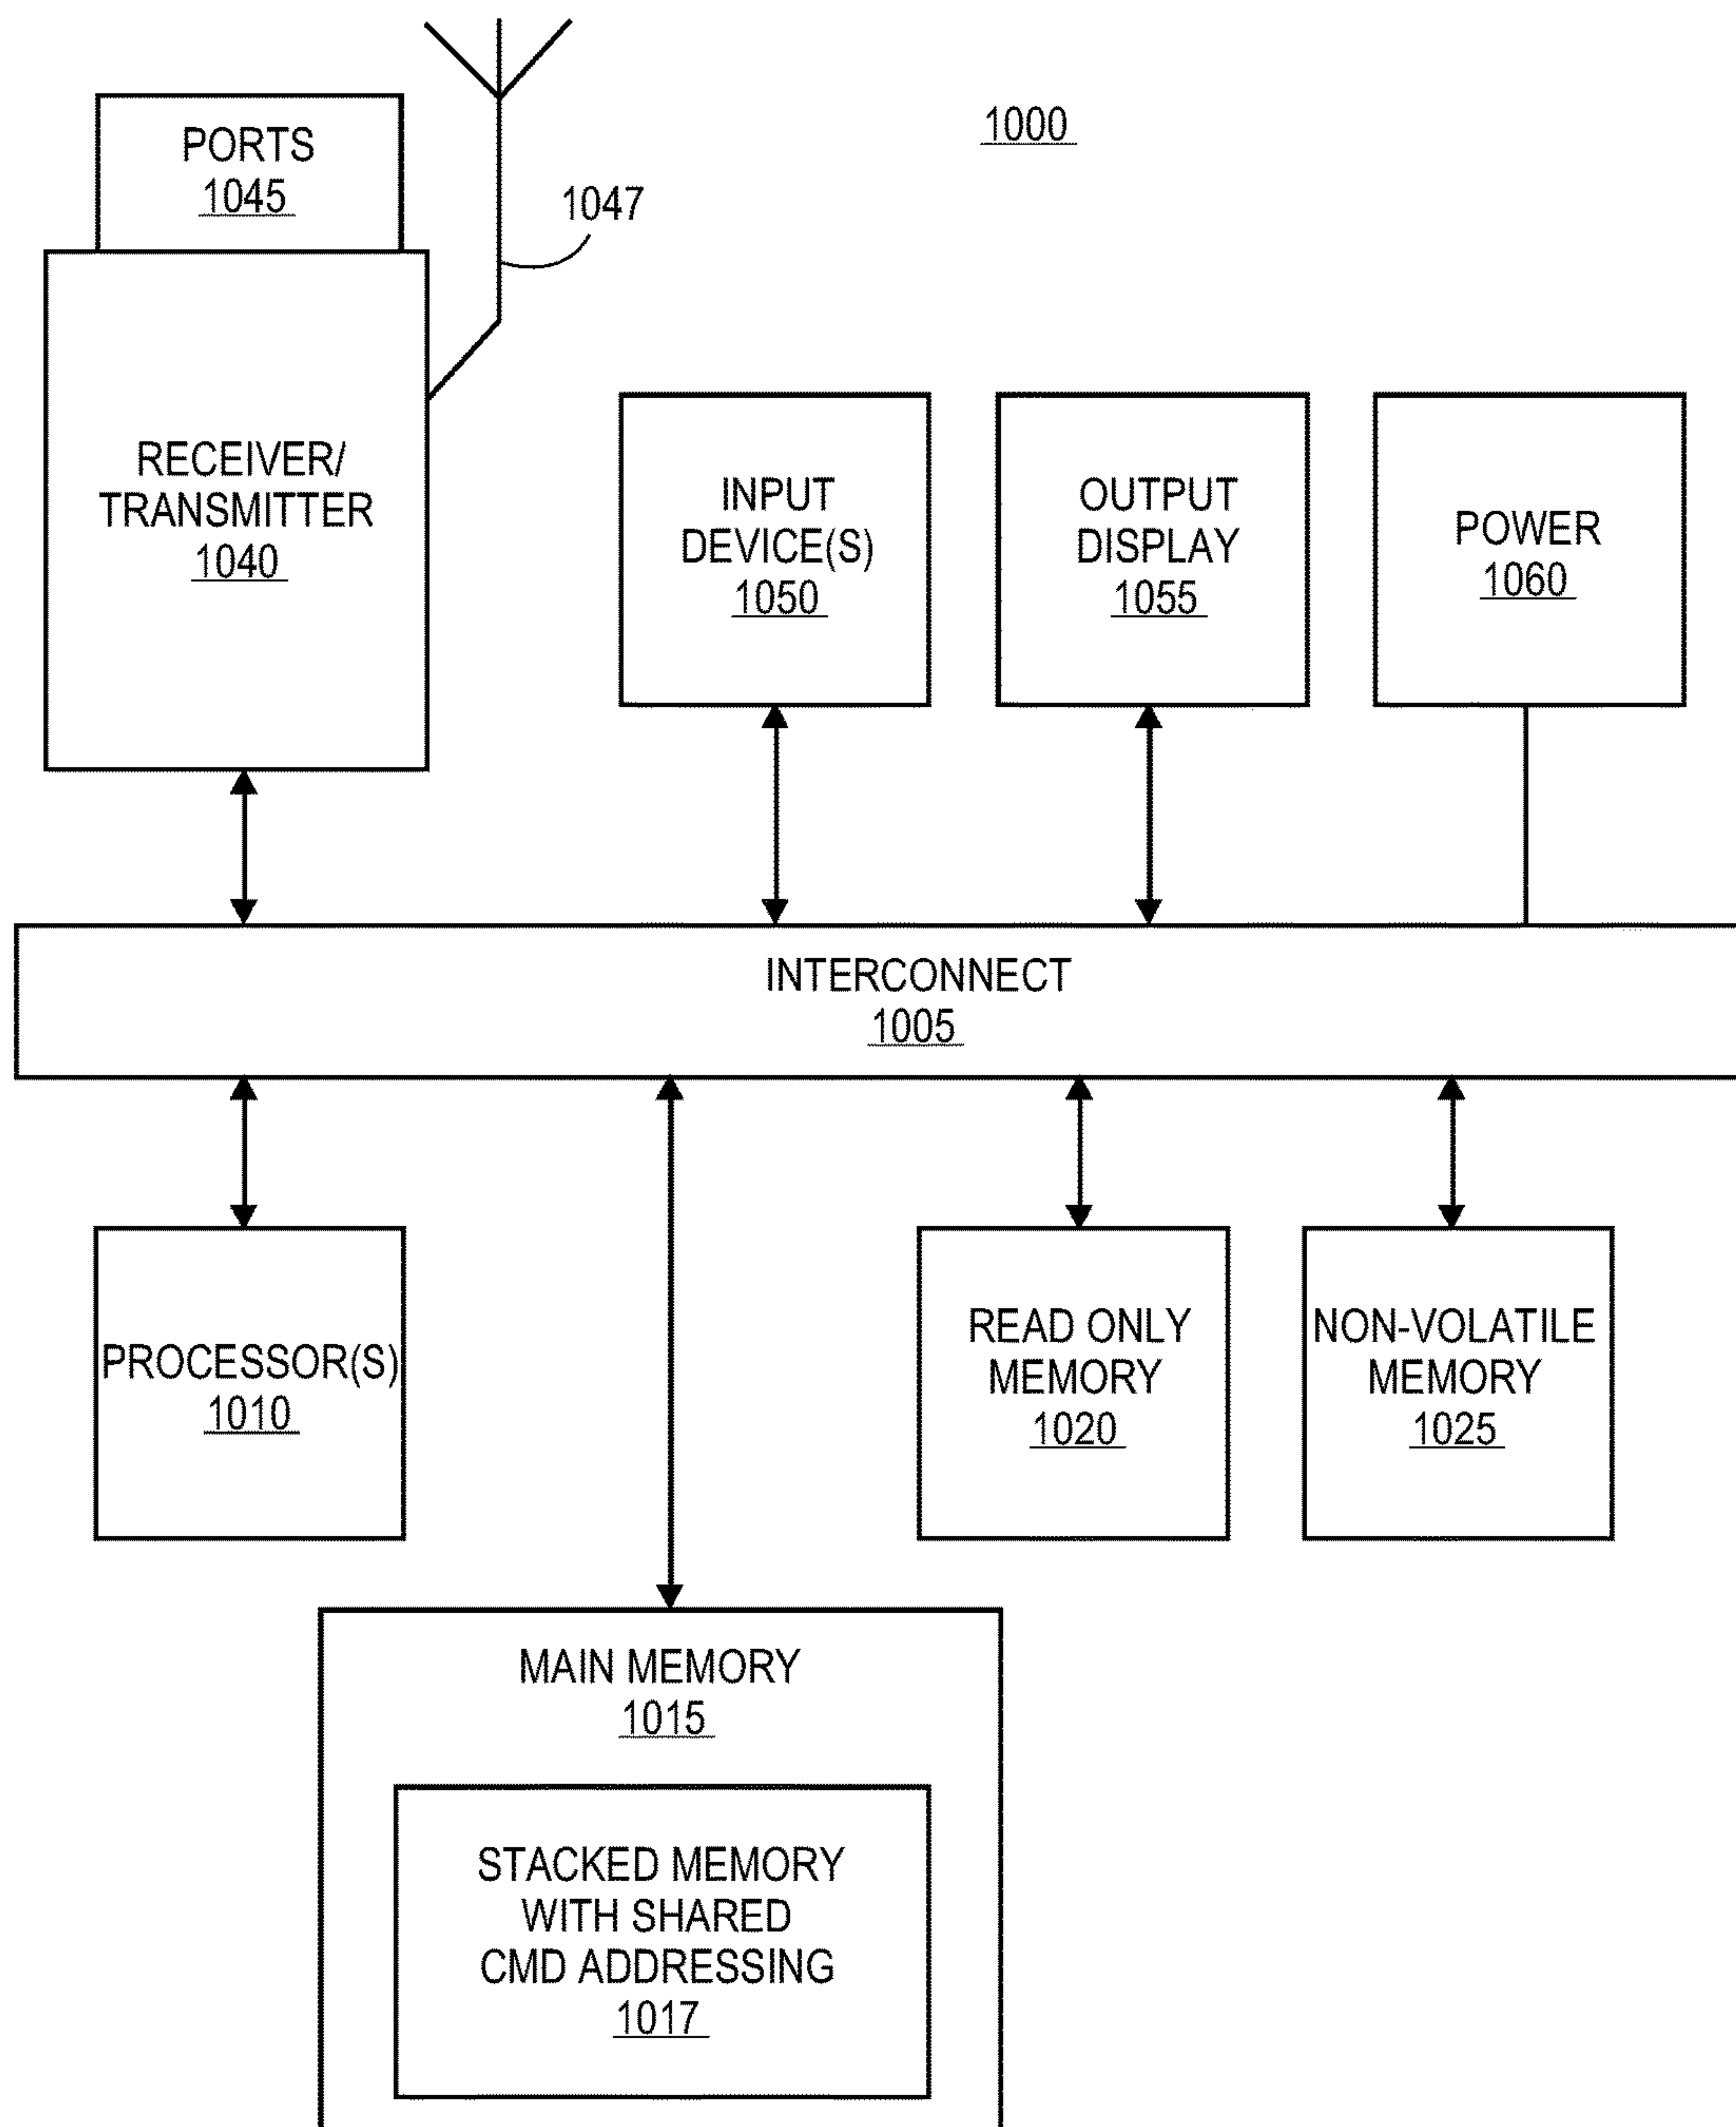 1000
PORTS
1045
1047
RECEIVER/
TRANSMITTER
1040
INPUT
DEVICE(S)
1050
OUTPUT
DISPLAY
1055
POWER
1060
INTERCONNECT
1005
PROCESSOR(S)
1010
READ ONLY
MEMORY
1020
NON-VOLATILE
MEMORY
1025
MAIN MEMORY
1015
STACKED MEMORY
WITH SHARED
CMD ADDRESSING
1017